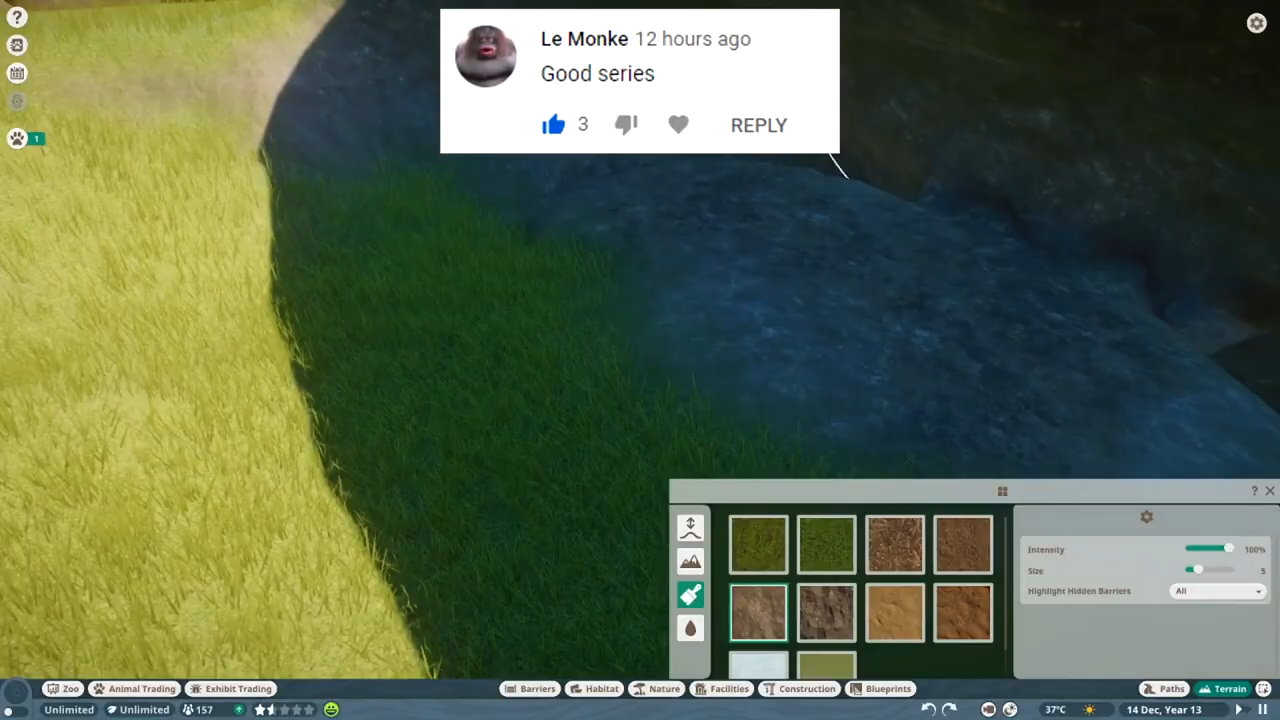 Le Monke 12 hours ago
Good series
3
REPLY
?
1
? ×
Intensity 100%
Size 5
Highlight Hidden Barriers All
Zoo Animal Trading Exhibit Trading Barriers Habitat Nature Facilities Construction Blueprints Paths Terrain
Unlimited Unlimited 157 37°C 14 Dec, Year 13